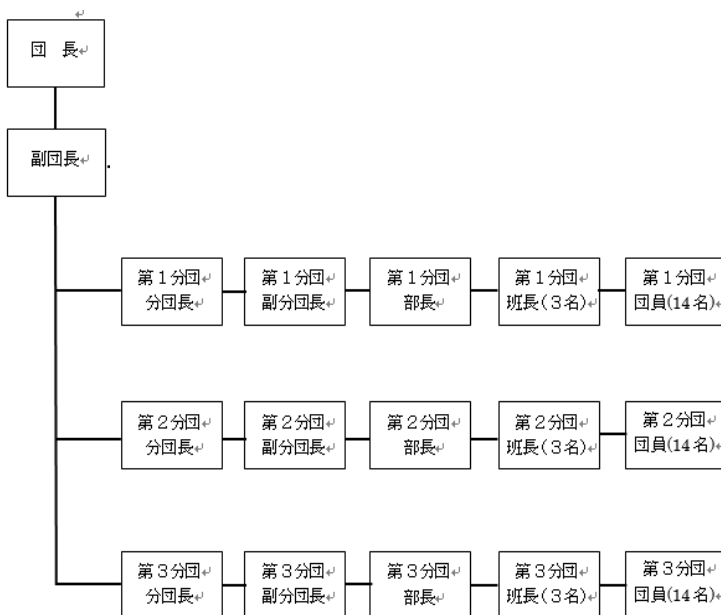 団　長
副団長
第１分団
分団長
第１分団
副分団長
第１分団
部長
第１分団
班長(３名)
第１分団
団員(14名)
第２分団
分団長
第２分団
副分団長
第２分団
部長
第２分団
班長(３名)
第２分団
団員(14名)
第３分団
分団長
第３分団
副分団長
第３分団
部長
第３分団
班長(３名)
第３分団
団員(14名)